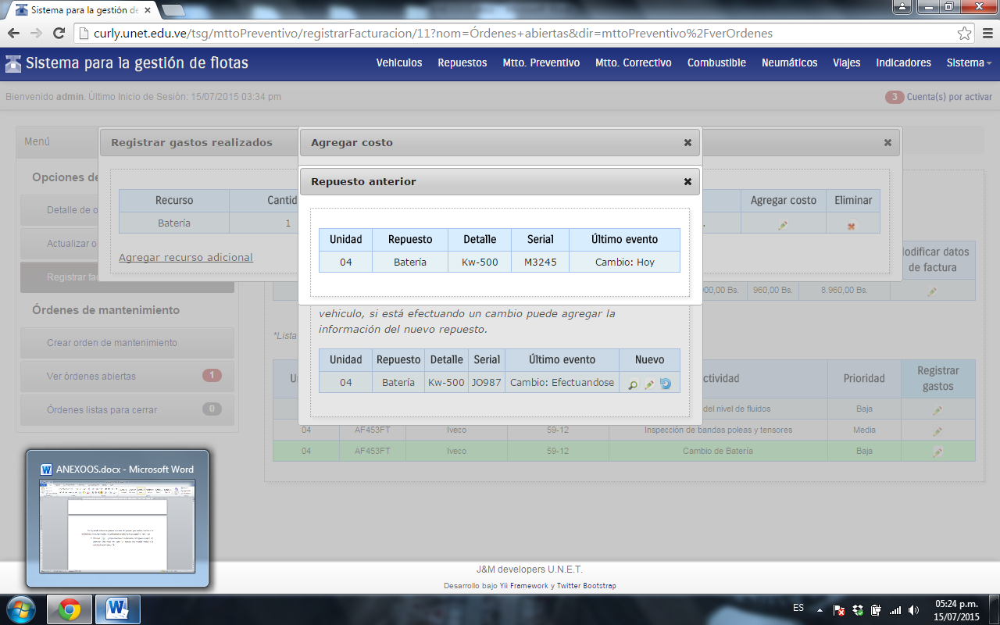 Sistema para la gestión de
curly.unet.edu.ve/tsg/mttoPreventivo/registrarFacturacion/11?nom=Órdenes+abiertas&dir=mttoPreventivo%2FverOrdenes
Sistema para la gestión de flotas
Vehiculos Repuestos Mtto. Preventivo Mtto. Correctivo Combustible Neumáticos Viajes Indicadores Sistema
Bienvenido admin. Último Inicio de Sesión: 15/07/2015 03:34 pm
3 Cuenta(s) por activar
Menú
Opciones de
Detalle de o
Actualizar o
Registrar fac
Órdenes de mantenimiento
Crear orden de mantenimiento
Ver órdenes abiertas 1
Órdenes listas para cerrar 0
Registrar gastos realizados
Recurso Cantid Agregar costo Eliminar
Batería 1
Agregar recurso adicional
Agregar costo
Repuesto anterior
Unidad Repuesto Detalle Serial Último evento
04 Batería Kw-500 M3245 Cambio: Hoy
vehiculo, si está efectuando un cambio puede agregar la
información del nuevo repuesto.
Unidad Repuesto Detalle Serial Último evento Nuevo
04 Batería Kw-500 JO987 Cambio: Efectuandose
odificar datos
de factura
00,00 Bs. 960,00 Bs. 8.960,00 Bs.
*Lista
U ctividad Prioridad Registrar
gastos
del nivel de fluidos Baja
04 AF453FT Iveco 59-12 Inspección de bandas poleas y tensores Media
04 AF453FT Iveco 59-12 Cambio de Batería Baja
ANEXOOS.docx - Microsoft Word
J&M developers U.N.E.T.
Desarrollo bajo Yii Framework y Twitter Bootstrap
ES
05:24 p.m.
15/07/2015